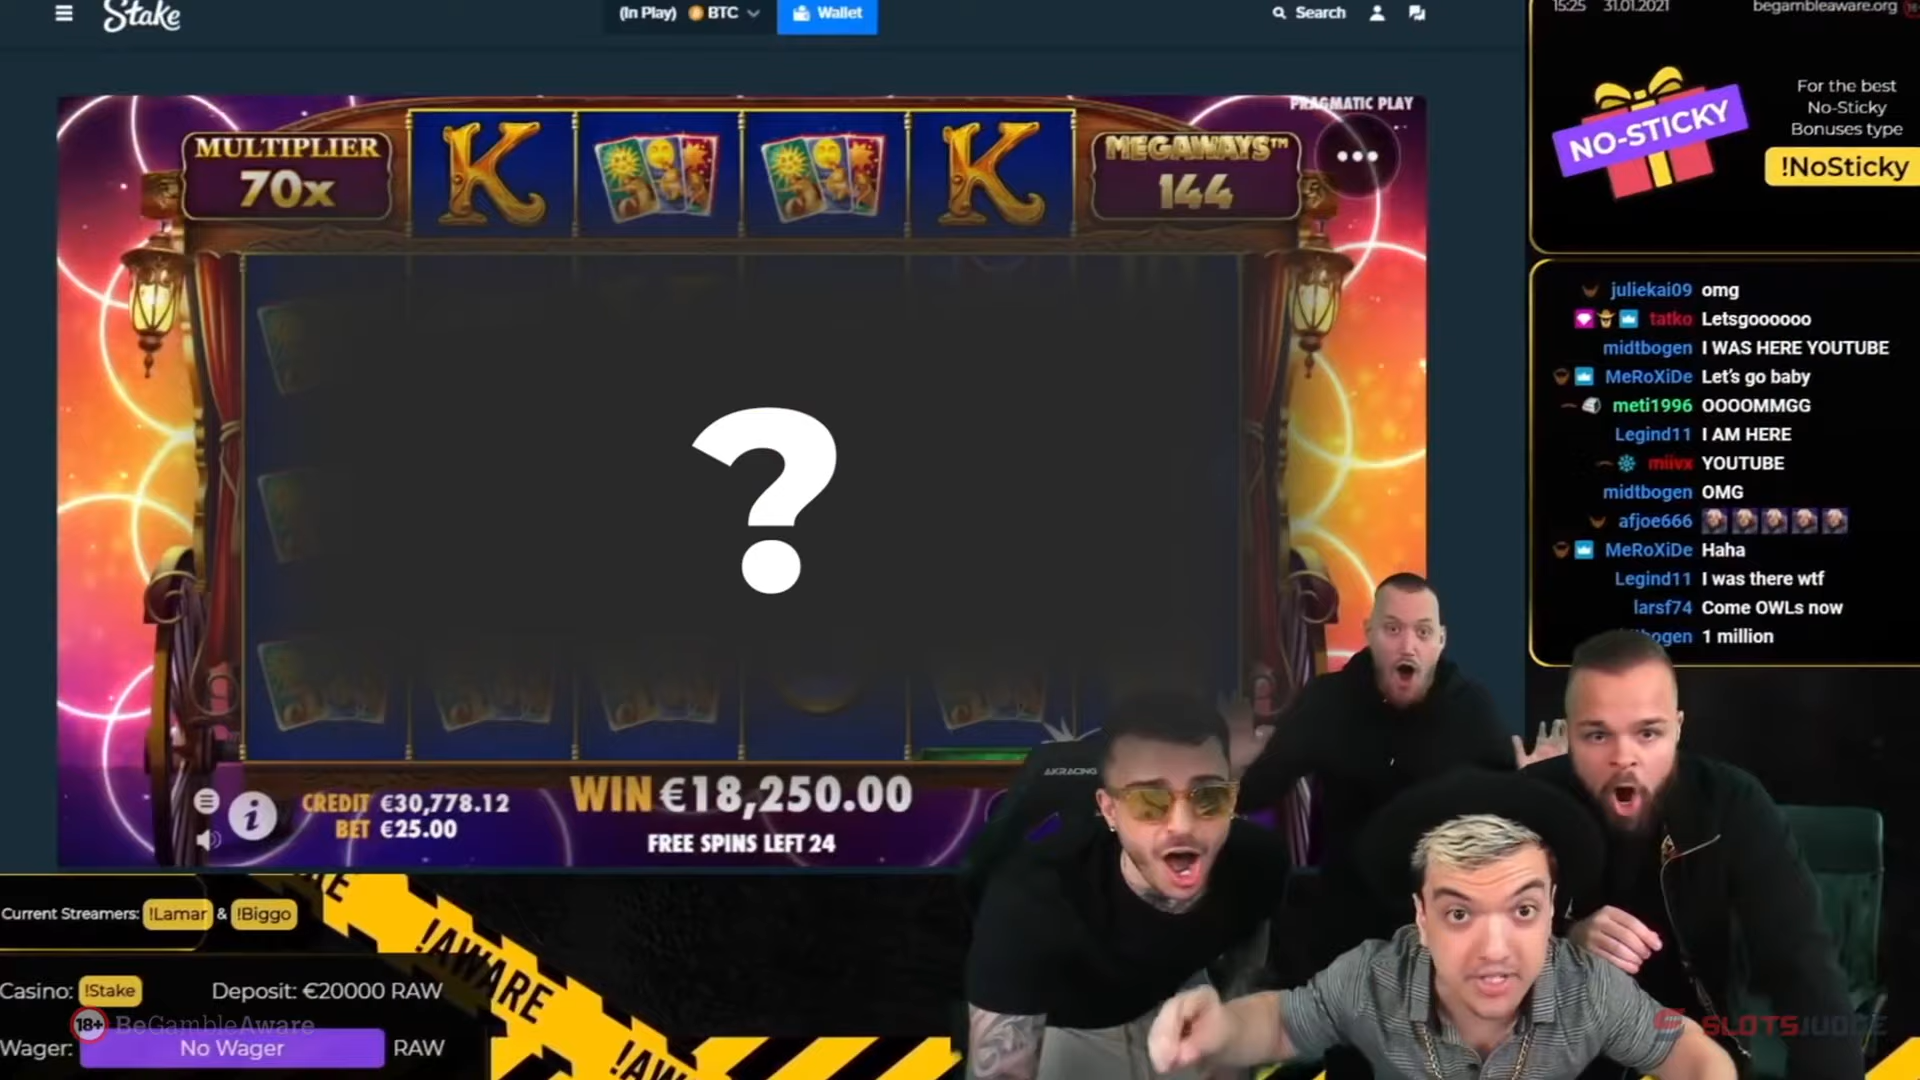 Stake
(In Play) BTC
Wallet
Search
15:25 31.01.2021
begambleaware.org
For the best
No-Sticky
Bonuses type
NO-STICKY
!NoSticky
PRAGMATIC PLAY
MULTIPLIER
70x
K
K
MEGAWAYS™
144
?
juliekai09 omg
tatko Letsgoooooo
midtbogen I WAS HERE YOUTUBE
MeRoXiDe Let's go baby
meti1996 OOOOMMGG
Legind11 I AM HERE
miivx YOUTUBE
midtbogen OMG
afjoe666
MeRoXiDe Haha
Legind11 I was there wtf
larsf74 Come OWLs now
bogen 1 million
AKRACING
CREDIT €30,778.12
BET €25.00
WIN €18,250.00
FREE SPINS LEFT 24
Current Streamers: !Lamar & !Biggo
!AWARE
Casino: !Stake
Deposit: €20000 RAW
18+ BeGambleAware
Wager: No Wager RAW
SLOTSJUDGE